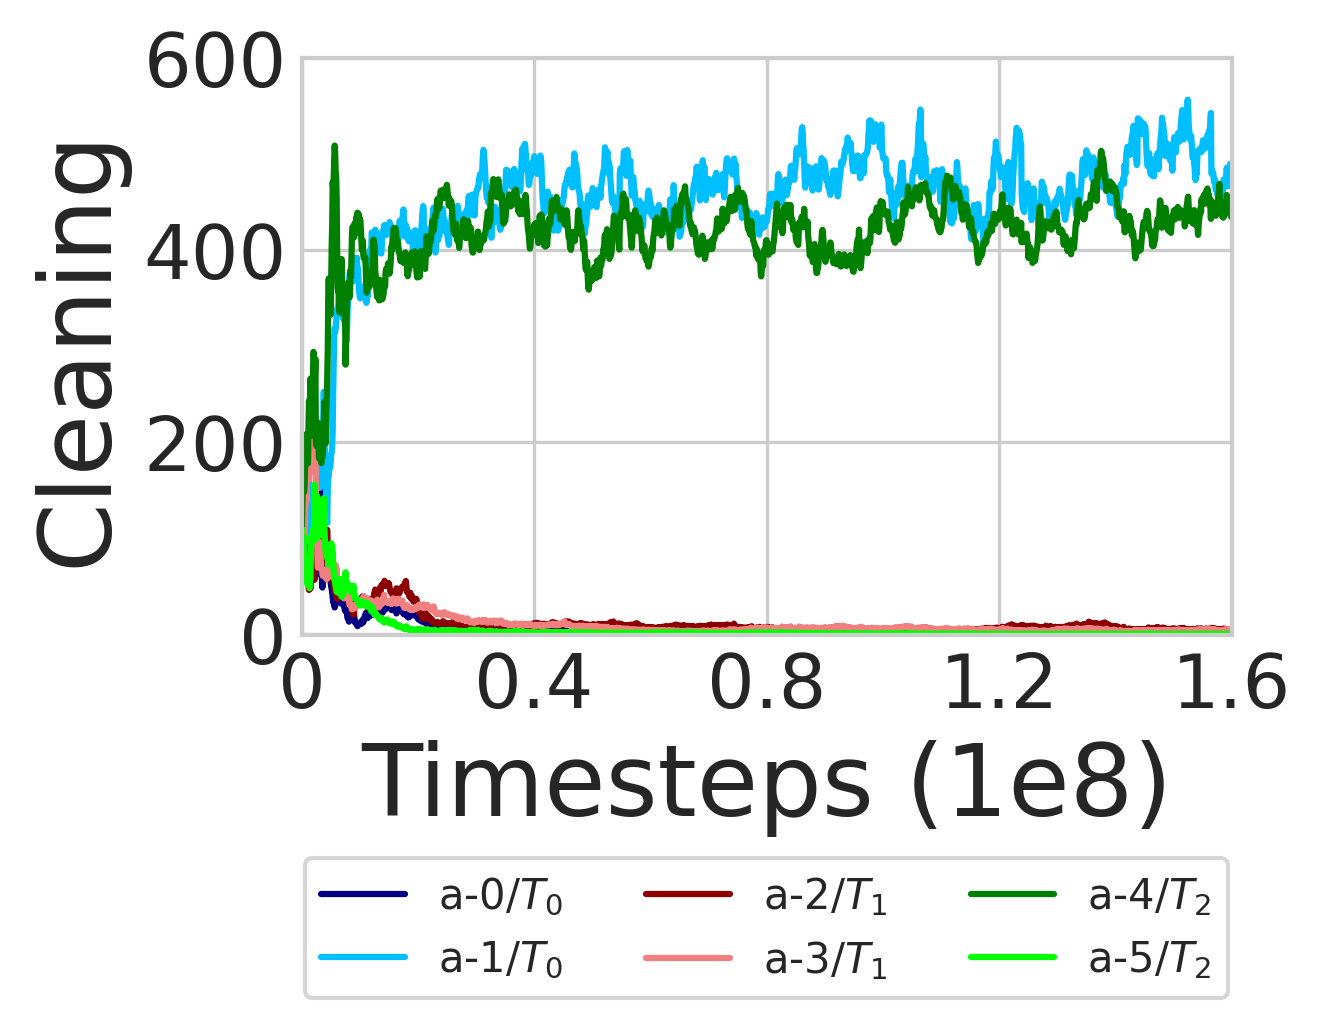 600
400
200
0
Cleaning
0 0.4 0.8 1.2 1.6
Timesteps (1e8)
a-0/T₀ a-2/T₁ a-4/T₂
a-1/T₀ a-3/T₁ a-5/T₂